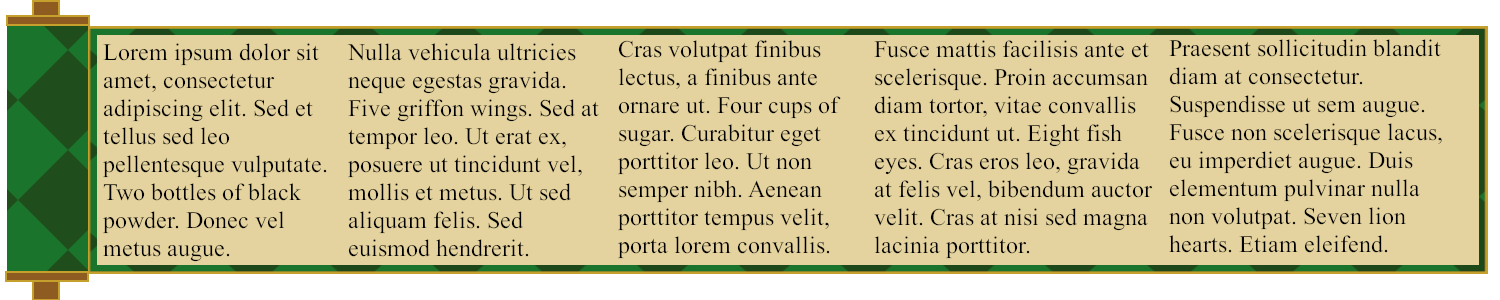 Lorem ipsum dolor sit
amet, consectetur
adipiscing elit. Sed et
tellus sed leo
pellentesque vulputate.
Two bottles of black
powder. Donec vel
metus augue.
Nulla vehicula ultricies
neque egestas gravida.
Five griffon wings. Sed at
tempor leo. Ut erat ex,
posuere ut tincidunt vel,
mollis et metus. Ut sed
aliquam felis. Sed
euismod hendrerit.
Cras volutpat finibus
lectus, a finibus ante
ornare ut. Four cups of
sugar. Curabitur eget
porttitor leo. Ut non
semper nibh. Aenean
porttitor tempus velit,
porta lorem convallis.
Fusce mattis facilisis ante et
scelerisque. Proin accumsan
diam tortor, vitae convallis
ex tincidunt ut. Eight fish
eyes. Cras eros leo, gravida
at felis vel, bibendum auctor
velit. Cras at nisi sed magna
lacinia porttitor.
Praesent sollicitudin blandit
diam at consectetur.
Suspendisse ut sem augue.
Fusce non scelerisque lacus,
eu imperdiet augue. Duis
elementum pulvinar nulla
non volutpat. Seven lion
hearts. Etiam eleifend.